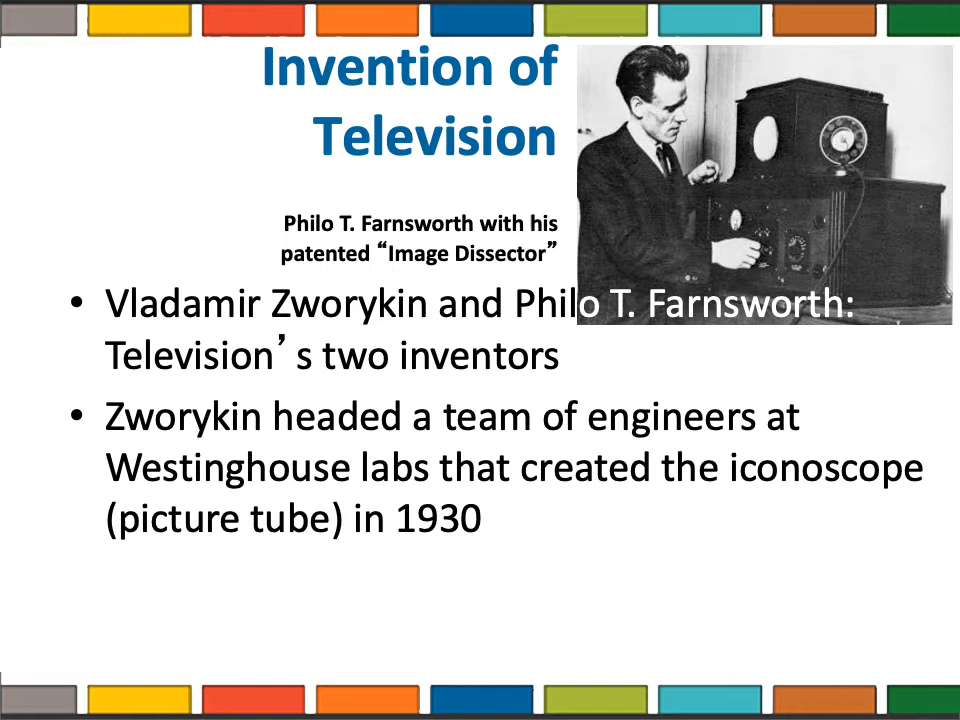 Invention of
Television
Philo T. Farnsworth with his
patented “Image Dissector”
• Vladamir Zworykin and Philo T. Farnsworth:
Television’s two inventors
• Zworykin headed a team of engineers at
Westinghouse labs that created the iconoscope
(picture tube) in 1930